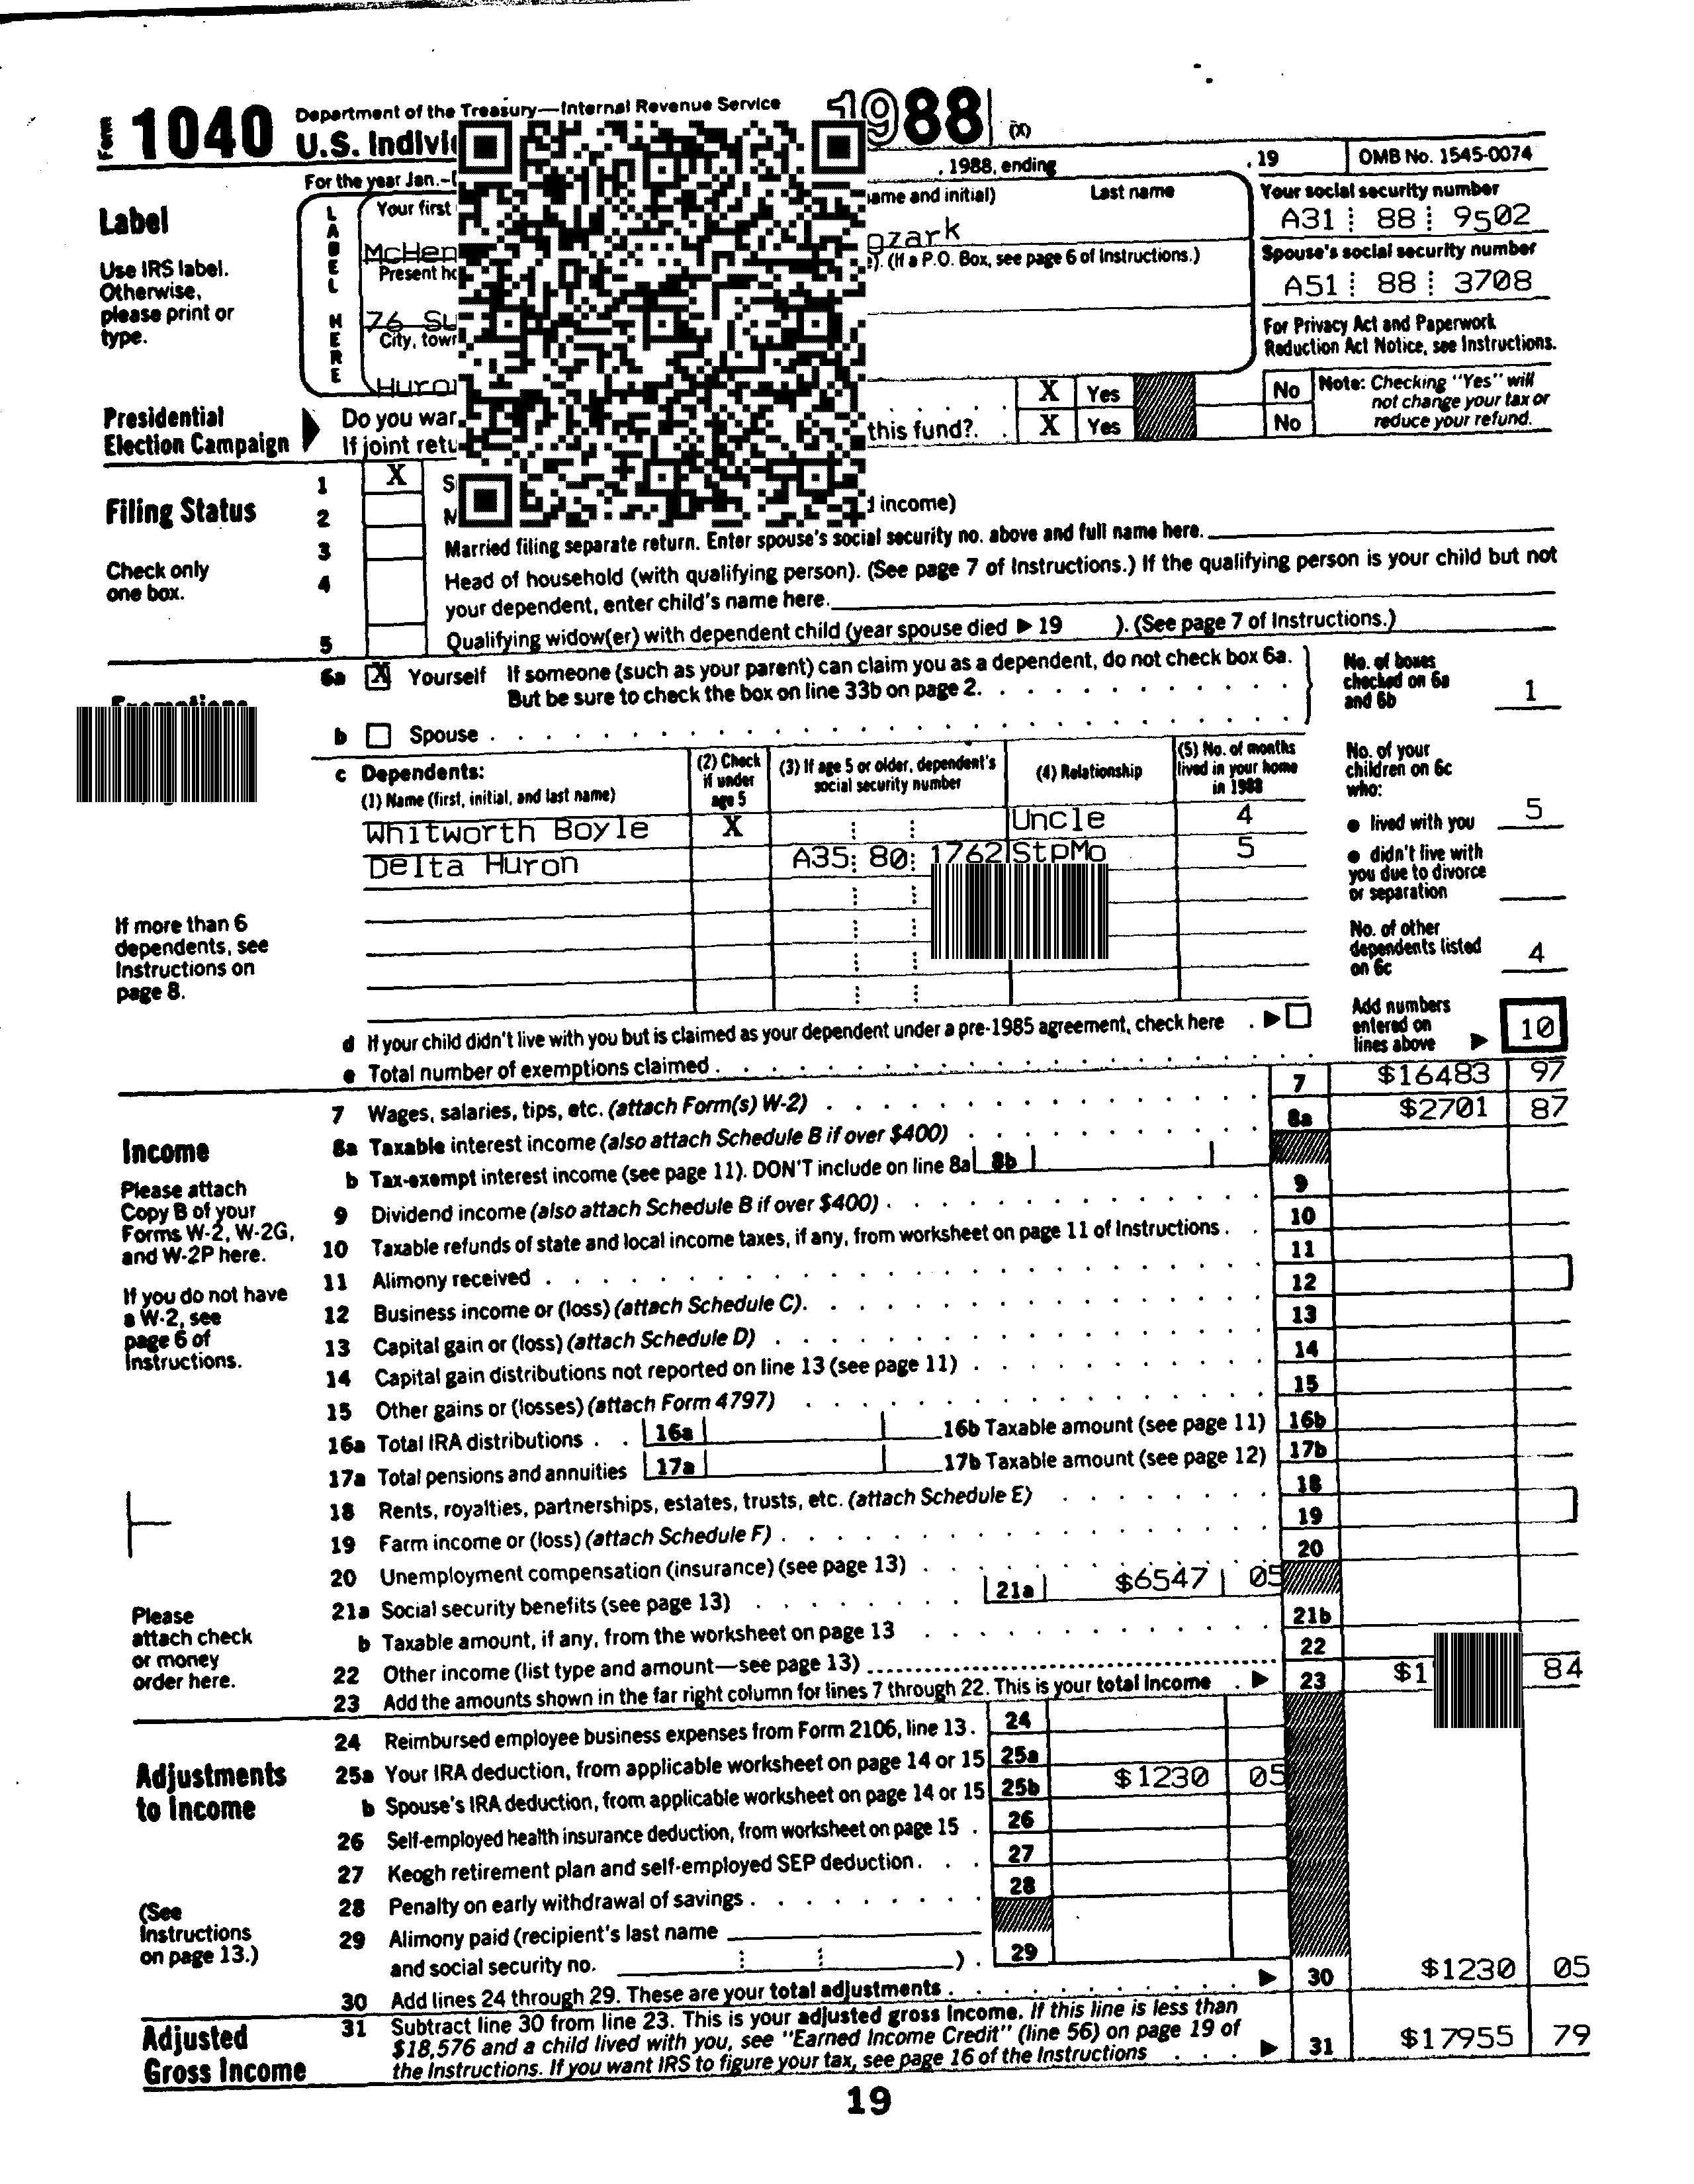 Form 1040 Department of the Treasury—Internal Revenue Service 1988 (X)
U.S.
For the year , 1988, ending , 19 OMB No. 1545-0074
Label
Use IRS label.
Otherwise,
please print or
type.
LABEL HERE
Your first name and initial) Last name
Your social security number
A31 88 9502
Present (If a P.O. Box, see page 6 of Instructions.)
Spouse's social security number
A51 88 3708
76
City,
For Privacy Act and Paperwork
Reduction Act Notice, see Instructions.
Presidential
Election Campaign
Do you this fund?. X Yes No
If joint X Yes No
Note: Checking "Yes" will
not change your tax or
reduce your refund.
Filing Status
Check only
one box.
1 X
2 income)
3 Married filing separate return. Enter spouse's social security no. above and full name here.
4 Head of household (with qualifying person). (See page 7 of Instructions.) If the qualifying person is your child but not
your dependent, enter child's name here.
5 Qualifying widow(er) with dependent child (year spouse died ▶ 19 ). (See page 7 of Instructions.)
6a X Yourself If someone (such as your parent) can claim you as a dependent, do not check box 6a.
But be sure to check the box on line 33b on page 2.
b Spouse
No. of boxes
checked on 6a
and 6b 1
c Dependents:
(1) Name (first, initial, and last name)
(2) Check
if under
age 5
(3) If age 5 or older, dependent's
social security number
(4) Relationship
(5) No. of months
lived in your home
in 1988
Whitworth Boyle X Uncle 4
Delta Huron A35 80 1762 StpMo 5
No. of your
children on 6c
who:
● lived with you 5
● didn't live with
you due to divorce
or separation
No. of other
dependents listed
on 6c 4
If more than 6
dependents, see
Instructions on
page 8.
d If your child didn't live with you but is claimed as your dependent under a pre-1985 agreement, check here ▶
e Total number of exemptions claimed
Add numbers
entered on
lines above ▶ 10
Income
Please attach
Copy B of your
Forms W-2, W-2G,
and W-2P here.
If you do not have
a W-2, see
page 6 of
Instructions.
Please
attach check
or money
order here.
7 Wages, salaries, tips, etc. (attach Form(s) W-2) 7 $16483 97
8a Taxable interest income (also attach Schedule B if over $400) 8a $2701 87
b Tax-exempt interest income (see page 11). DON'T include on line 8a 8b
9 Dividend income (also attach Schedule B if over $400) 9
10 Taxable refunds of state and local income taxes, if any, from worksheet on page 11 of Instructions 10
11 Alimony received 11
12 Business income or (loss) (attach Schedule C). 12
13 Capital gain or (loss) (attach Schedule D) 13
14 Capital gain distributions not reported on line 13 (see page 11) 14
15 Other gains or (losses) (attach Form 4797) 15
16a Total IRA distributions 16a 16b Taxable amount (see page 11) 16b
17a Total pensions and annuities 17a 17b Taxable amount (see page 12) 17b
18 Rents, royalties, partnerships, estates, trusts, etc. (attach Schedule E) 18
19 Farm income or (loss) (attach Schedule F) 19
20 Unemployment compensation (insurance) (see page 13) 20
21a Social security benefits (see page 13) 21a $6547 05
b Taxable amount, if any, from the worksheet on page 13 21b
22 Other income (list type and amount—see page 13) 22
23 Add the amounts shown in the far right column for lines 7 through 22. This is your total income ▶ 23 84
Adjustments
to Income
(See
Instructions
on page 13.)
24 Reimbursed employee business expenses from Form 2106, line 13. 24
25a Your IRA deduction, from applicable worksheet on page 14 or 15 25a
b Spouse's IRA deduction, from applicable worksheet on page 14 or 15 25b $1230 05
26 Self-employed health insurance deduction, from worksheet on page 15 26
27 Keogh retirement plan and self-employed SEP deduction 27
28 Penalty on early withdrawal of savings 28
29 Alimony paid (recipient's last name
and social security no. ) 29
30 Add lines 24 through 29. These are your total adjustments ▶ 30 $1230 05
Adjusted
Gross Income
31 Subtract line 30 from line 23. This is your adjusted gross income. If this line is less than
$18,576 and a child lived with you, see "Earned Income Credit" (line 56) on page 19 of
the Instructions. If you want IRS to figure your tax, see page 16 of the Instructions ▶ 31 $17955 79
19